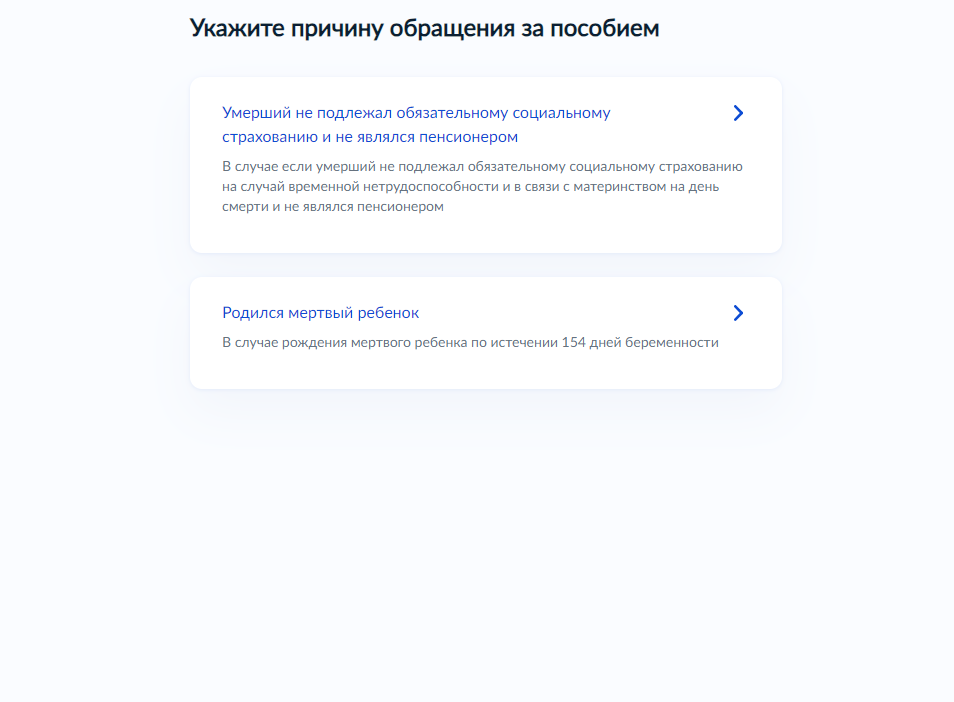 Укажите причину обращения за пособием
Умерший не подлежал обязательному социальному
страхованию и не являлся пенсионером
В случае если умерший не подлежал обязательному социальному страхованию
на случай временной нетрудоспособности и в связи с материнством на день
смерти и не являлся пенсионером
Родился мертвый ребенок
В случае рождения мертвого ребенка по истечении 154 дней беременности